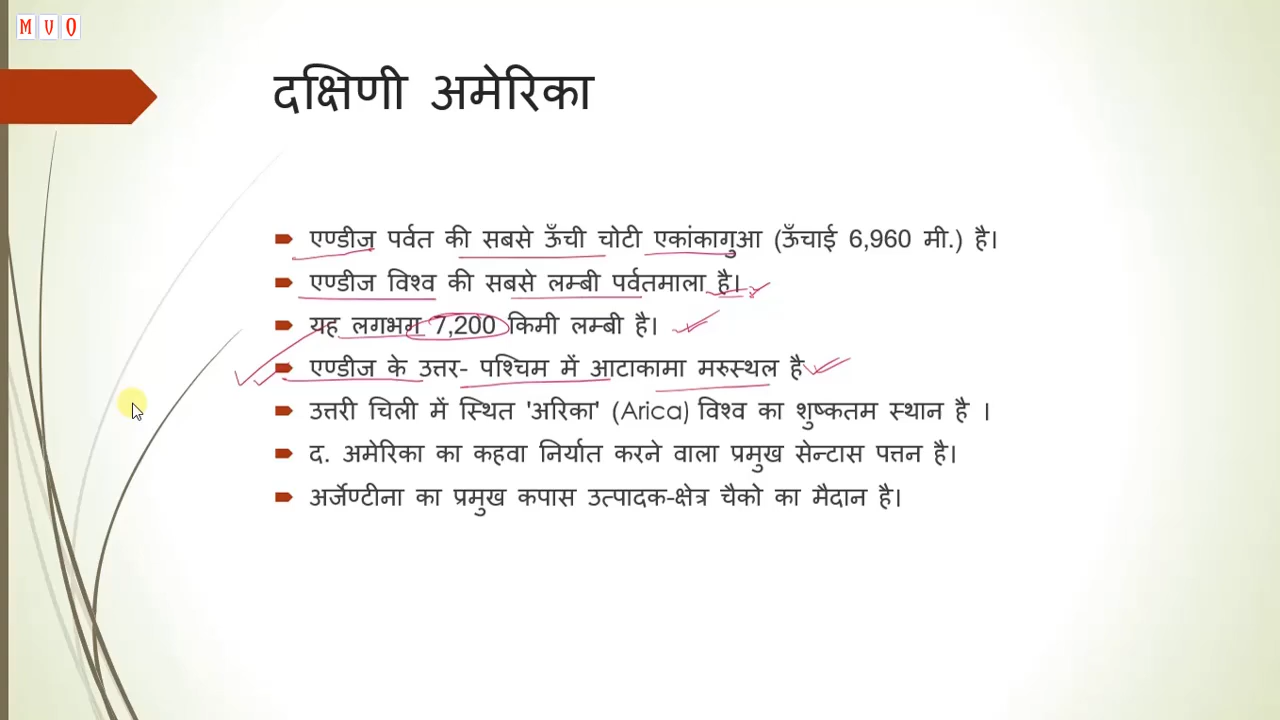 MVO
दक्षिणी अमेरिका
एण्डीज पर्वत की सबसे ऊँची चोटी एकांकागुआ (ऊँचाई 6,960 मी.) है।
एण्डीज विश्व की सबसे लम्बी पर्वतमाला है।
यह लगभग 7,200 किमी लम्बी है।
एण्डीज के उत्तर- पश्चिम में आटाकामा मरुस्थल है
उत्तरी चिली में स्थित 'अरिका' (Arica) विश्व का शुष्कतम स्थान है ।
द. अमेरिका का कहवा निर्यात करने वाला प्रमुख सेन्टास पत्तन है।
अर्जेण्टीना का प्रमुख कपास उत्पादक-क्षेत्र चैको का मैदान है।